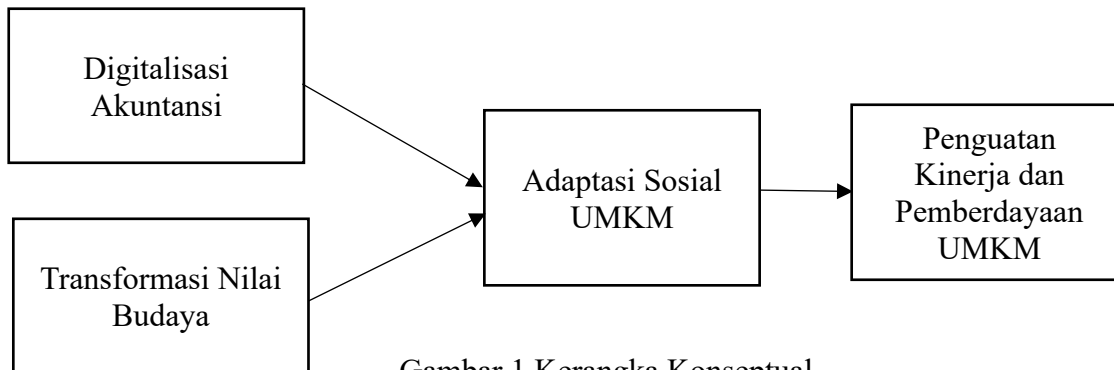 Digitalisasi
Akuntansi
Transformasi Nilai
Budaya
Adaptasi Sosial
UMKM
Penguatan
Kinerja dan
Pemberdayaan
UMKM
Gambar 1 Kerangka Konseptual